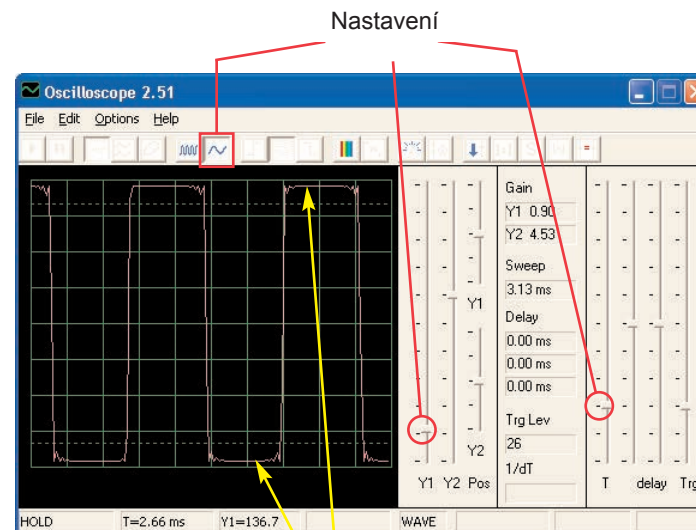 Nastavení
Oscilloscope 2.51
File Edit Options Help
Gain
Y1 0.90
Y2 4.53
Sweep
3.13 ms
Delay
0.00 ms
0.00 ms
0.00 ms
Trg Lev
26
1/dT
Y1
Y2
Y1 Y2 Pos
T delay Trg
HOLD T=2.66 ms Y1=136.7 WAVE